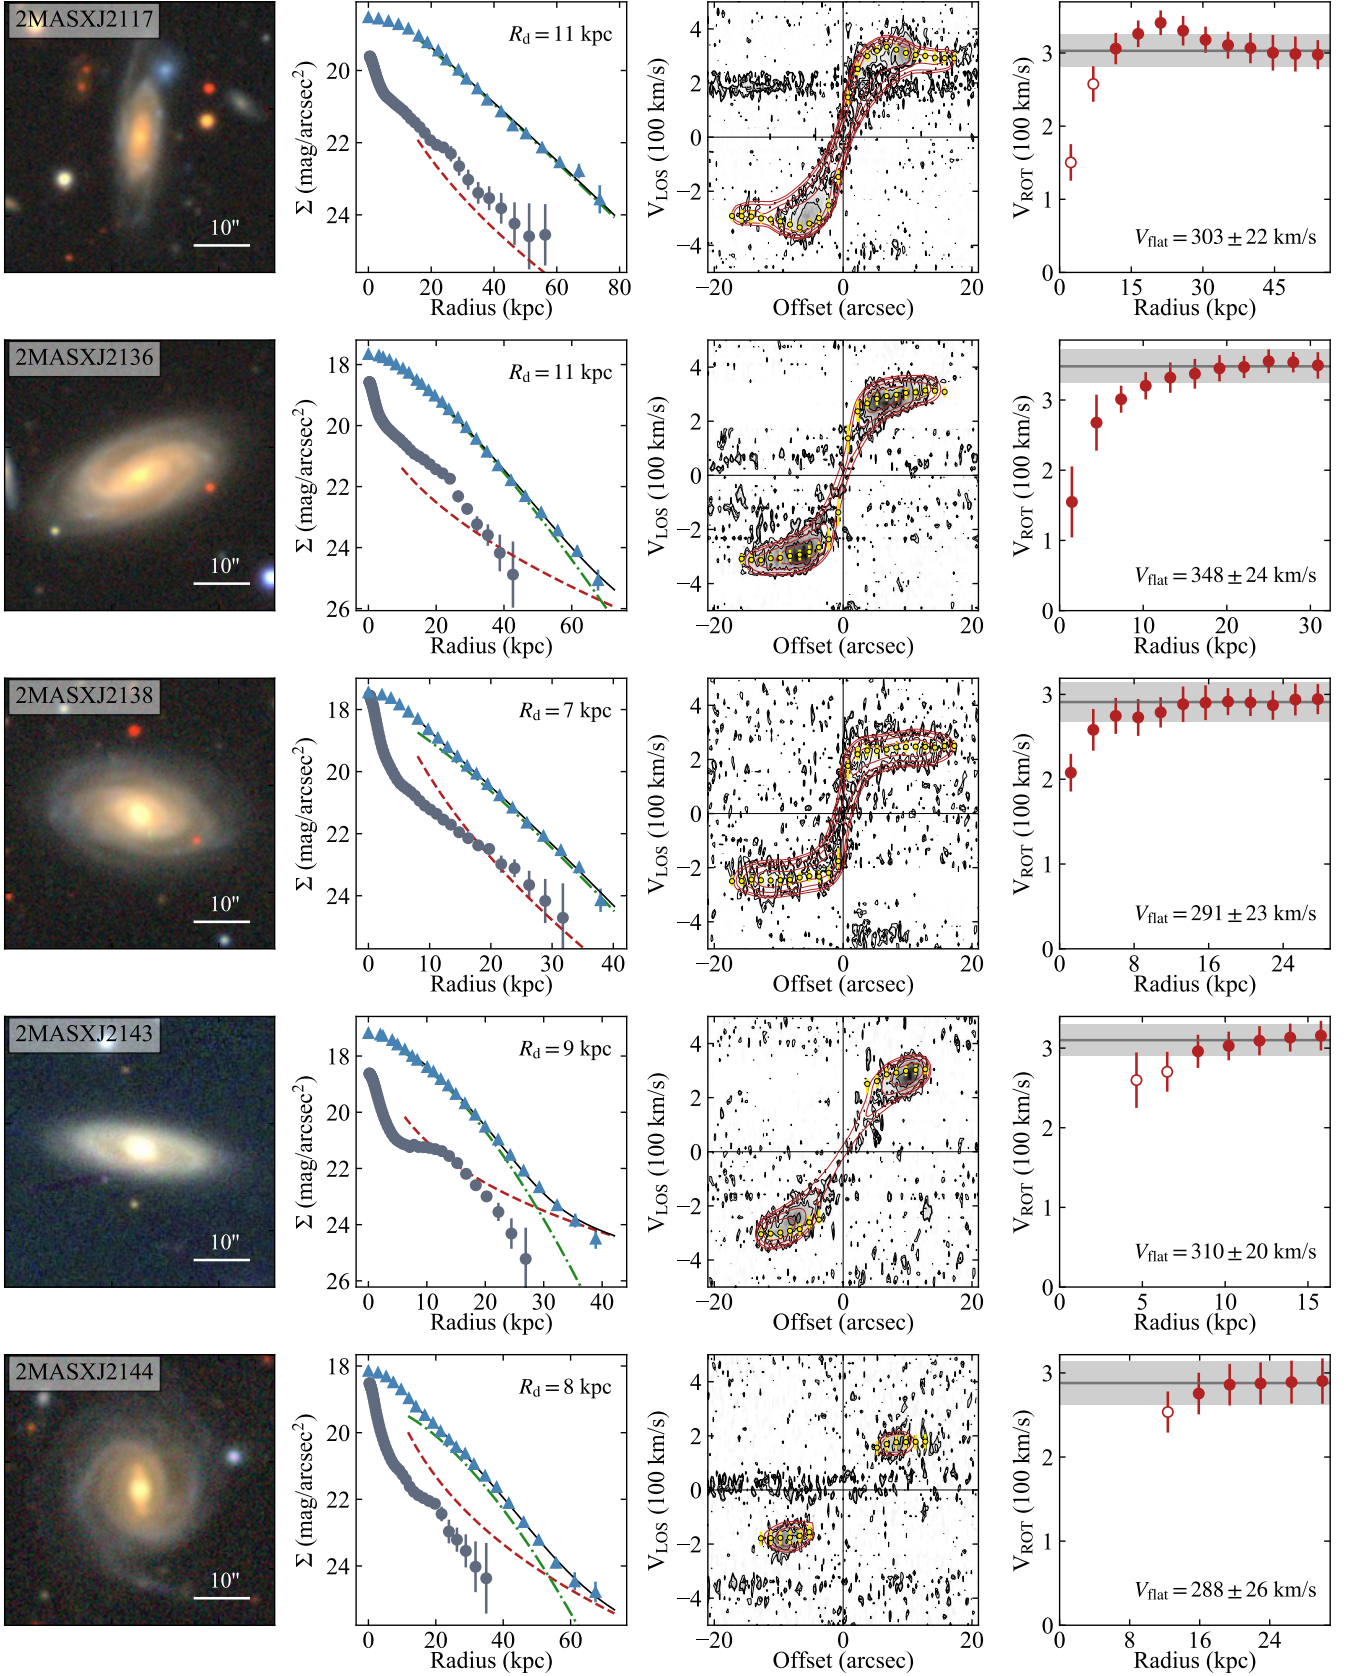 2MASXJ2117
10"
Σ (mag/arcsec²)
20
22
24
R_d = 11 kpc
0 20 40 60 80
Radius (kpc)
V_LOS (100 km/s)
4
2
0
−2
−4
−20 0 20
Offset (arcsec)
V_ROT (100 km/s)
3
2
1
0
V_flat = 303 ± 22 km/s
0 15 30 45
Radius (kpc)
2MASXJ2136
10"
Σ (mag/arcsec²)
18
20
22
24
26
R_d = 11 kpc
0 20 40 60
Radius (kpc)
V_LOS (100 km/s)
4
2
0
−2
−4
−20 0 20
Offset (arcsec)
V_ROT (100 km/s)
3
2
1
0
V_flat = 348 ± 24 km/s
0 10 20 30
Radius (kpc)
2MASXJ2138
10"
Σ (mag/arcsec²)
18
20
22
24
R_d = 7 kpc
0 10 20 30 40
Radius (kpc)
V_LOS (100 km/s)
4
2
0
−2
−4
−20 0 20
Offset (arcsec)
V_ROT (100 km/s)
3
2
1
0
V_flat = 291 ± 23 km/s
0 8 16 24
Radius (kpc)
2MASXJ2143
10"
Σ (mag/arcsec²)
18
20
22
24
26
R_d = 9 kpc
0 10 20 30 40
Radius (kpc)
V_LOS (100 km/s)
4
2
0
−2
−4
−20 0 20
Offset (arcsec)
V_ROT (100 km/s)
3
2
1
0
V_flat = 310 ± 20 km/s
0 5 10 15
Radius (kpc)
2MASXJ2144
10"
Σ (mag/arcsec²)
18
20
22
24
R_d = 8 kpc
0 20 40 60
Radius (kpc)
V_LOS (100 km/s)
4
2
0
−2
−4
−20 0 20
Offset (arcsec)
V_ROT (100 km/s)
3
2
1
0
V_flat = 288 ± 26 km/s
0 8 16 24
Radius (kpc)